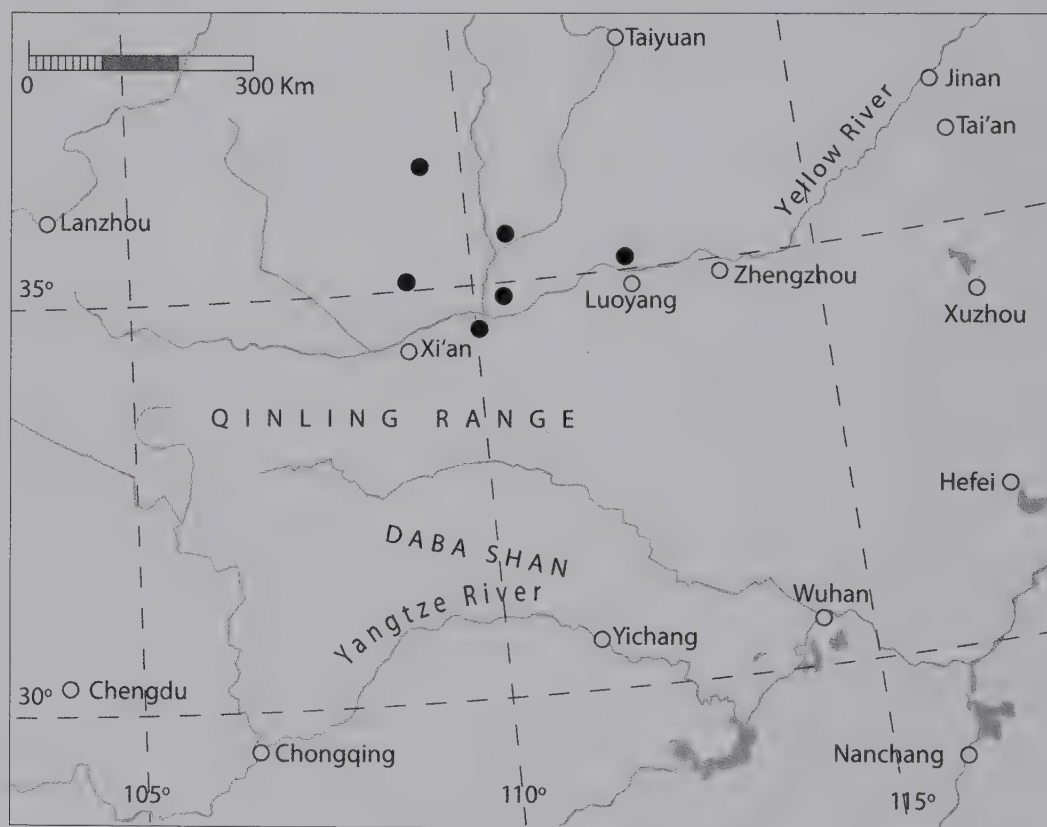 Taiyuan
0 300 Km
Jinan
Tai'an
Yellow River
Lanzhou
35°
Luoyang
Zhengzhou
Xuzhou
Xi'an
QINLING RANGE
Hefei
DABA SHAN
Yangtze River
Wuhan
Yichang
30°
Chengdu
Chongqing
Nanchang
105°
110°
115°